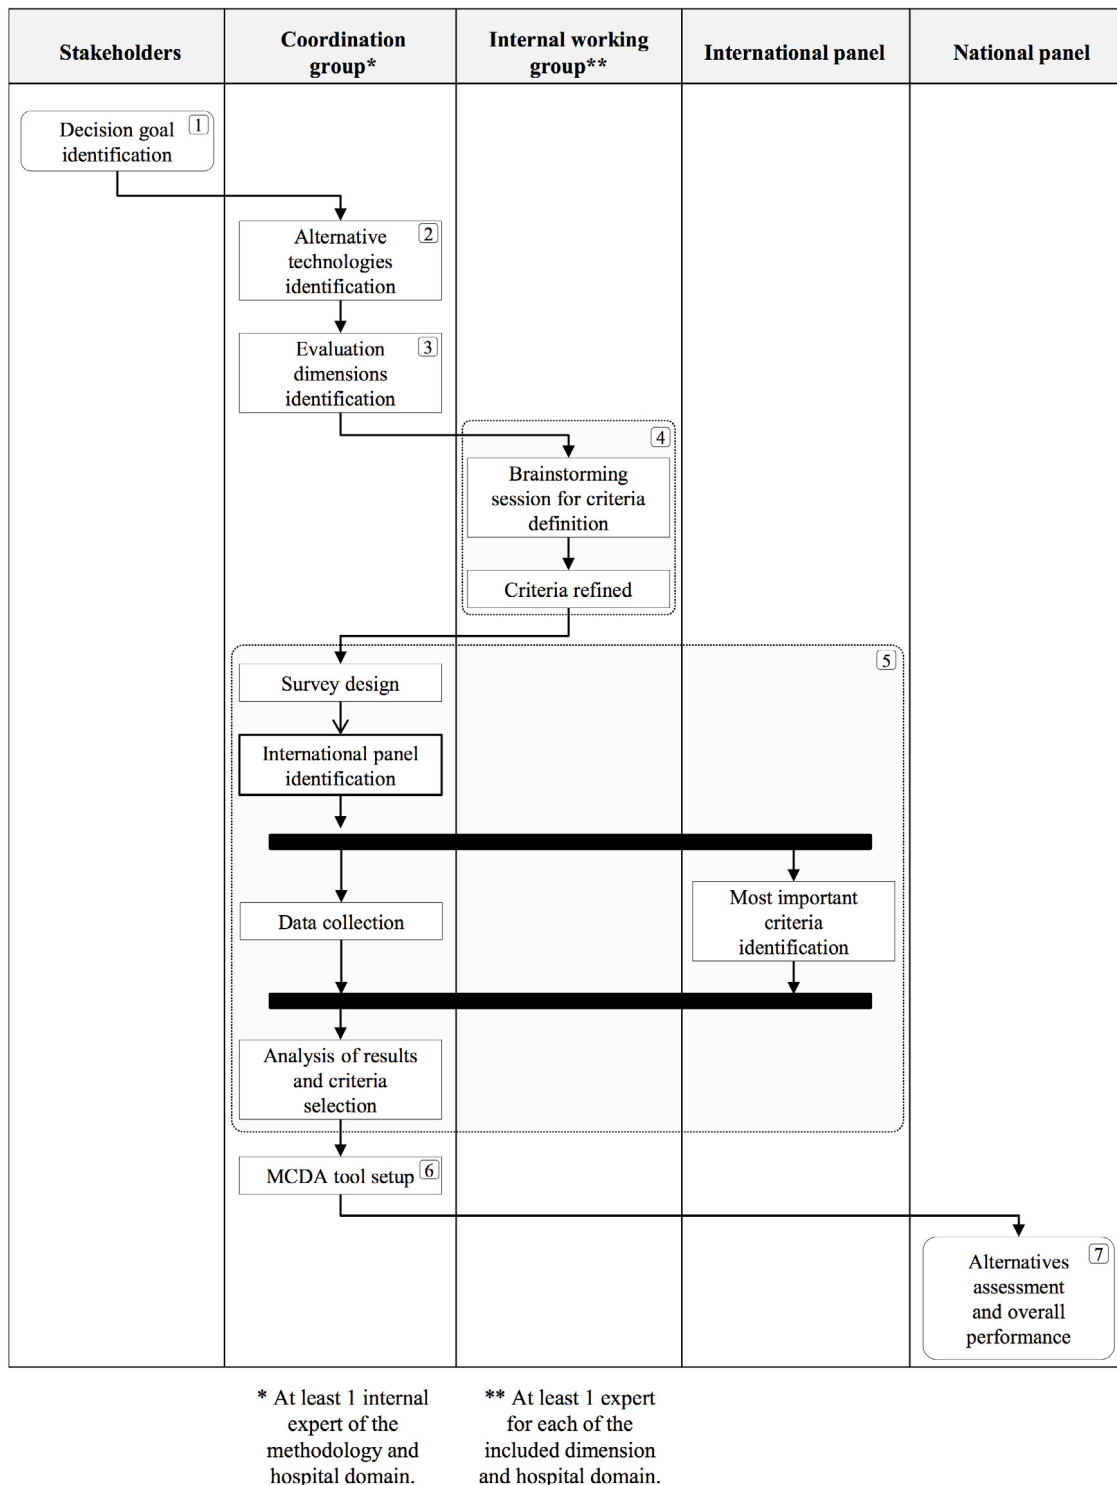 Stakeholders
Coordination
group*
Internal working
group**
International panel
National panel
1
Decision goal
identification
2
Alternative
technologies
identification
3
Evaluation
dimensions
identification
4
Brainstorming
session for criteria
definition
Criteria refined
5
Survey design
International panel
identification
Data collection
Most important
criteria
identification
Analysis of results
and criteria
selection
MCDA tool setup
6
7
Alternatives
assessment
and overall
performance
* At least 1 internal
expert of the
methodology and
hospital domain.
** At least 1 expert
for each of the
included dimension
and hospital domain.